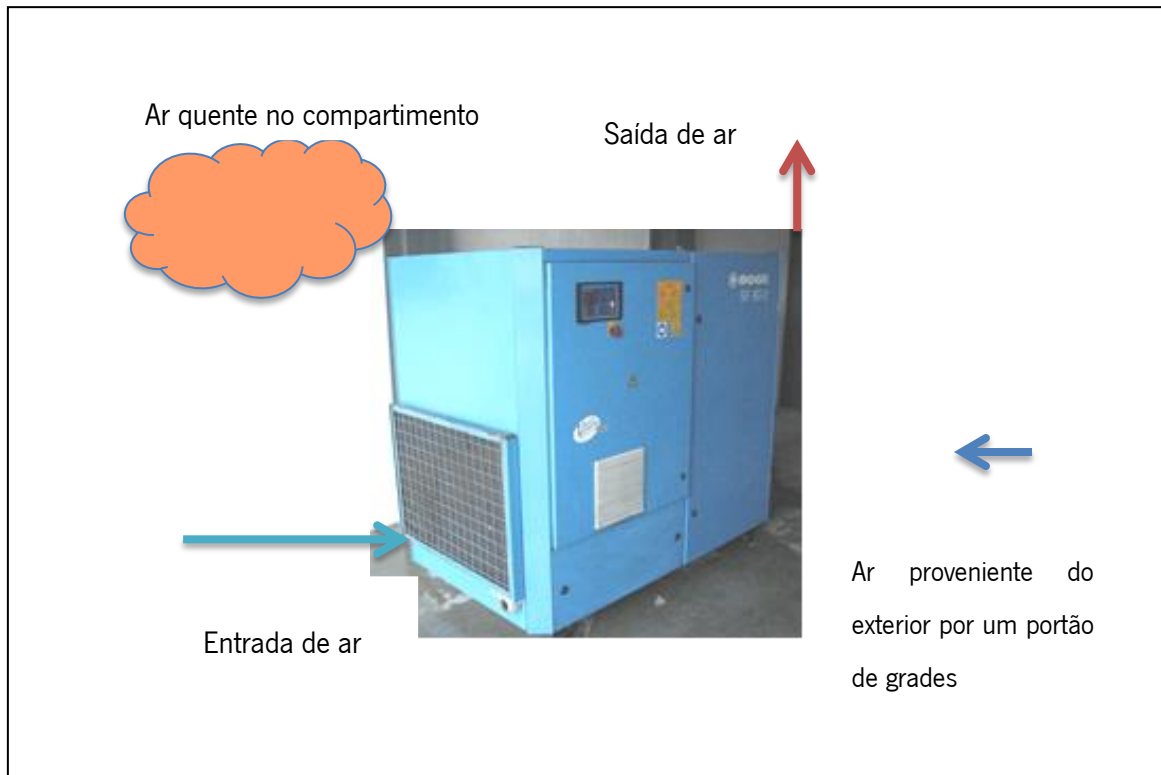 Ar quente no compartimento
Saída de ar
BOGE
Entrada de ar
Ar proveniente do
exterior por um portão
de grades